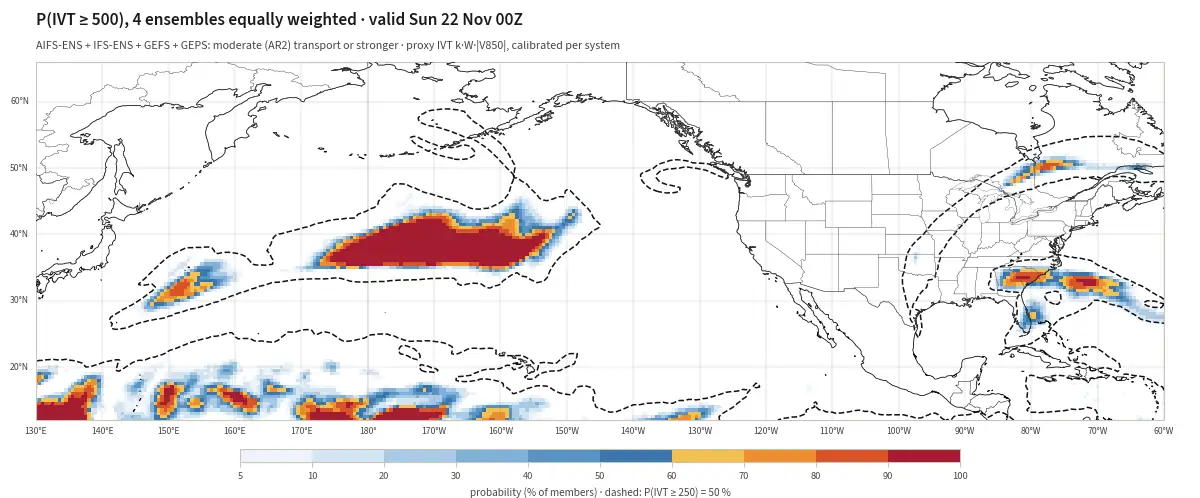 P(IVT ≥ 500), 4 ensembles equally weighted · valid Sun 22 Nov 00Z
AIFS-ENS + IFS-ENS + GEFS + GEPS: moderate (AR2) transport or stronger · proxy IVT k·W·|V850|, calibrated per system
60°N
50°N
40°N
30°N
20°N
130°E 140°E 150°E 160°E 170°E 180° 170°W 160°W 150°W 140°W 130°W 120°W 110°W 100°W 90°W 80°W 70°W 60°W
5 10 20 30 40 50 60 70 80 90 100
probability (% of members) · dashed: P(IVT ≥ 250) = 50 %